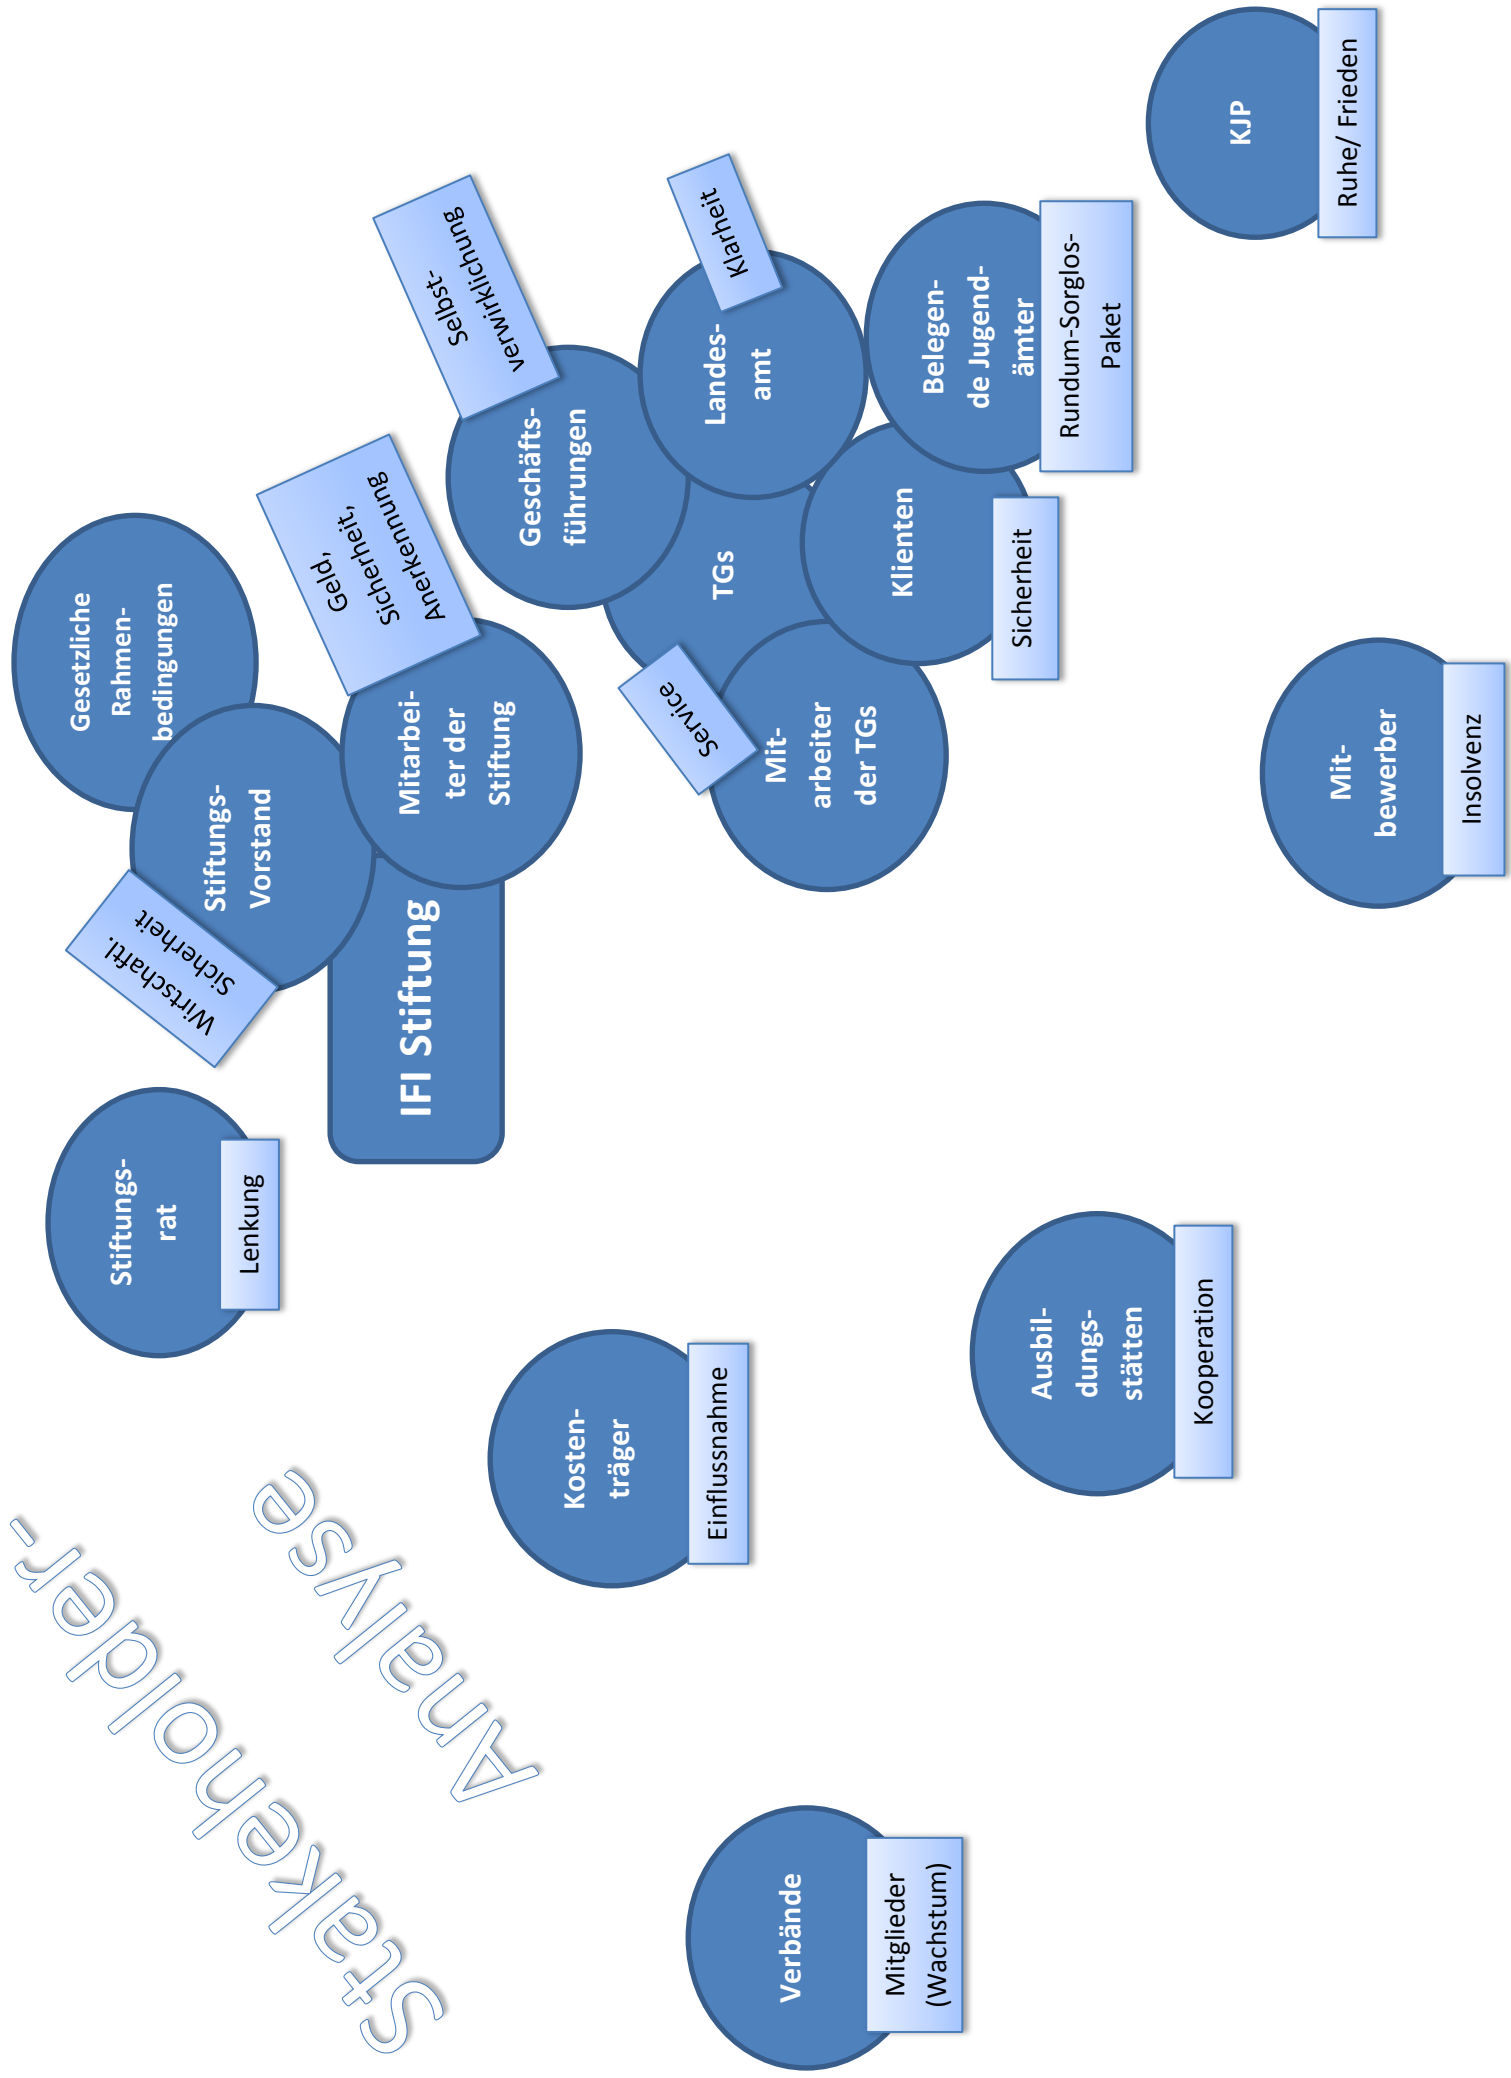 Stakeholder-
Analyse
Stiftungs-
rat
Lenkung
Wirtschaftl.
Sicherheit
Stiftungs-
Vorstand
Gesetzliche
Rahmen-
bedingungen
IFI Stiftung
Mitarbei-
ter der
Stiftung
Geld,
Sicherheit,
Anerkennung
Selbst-
verwirklichung
Geschäfts-
führungen
Klarheit
Landes-
amt
TGs
Service
Mit-
arbeiter
der TGs
Klienten
Sicherheit
Belegen-
de Jugend-
ämter
Rundum-Sorglos-
Paket
KJP
Ruhe/ Frieden
Kosten-
träger
Einflussnahme
Verbände
Mitglieder
(Wachstum)
Ausbil-
dungs-
stätten
Kooperation
Mit-
bewerber
Insolvenz